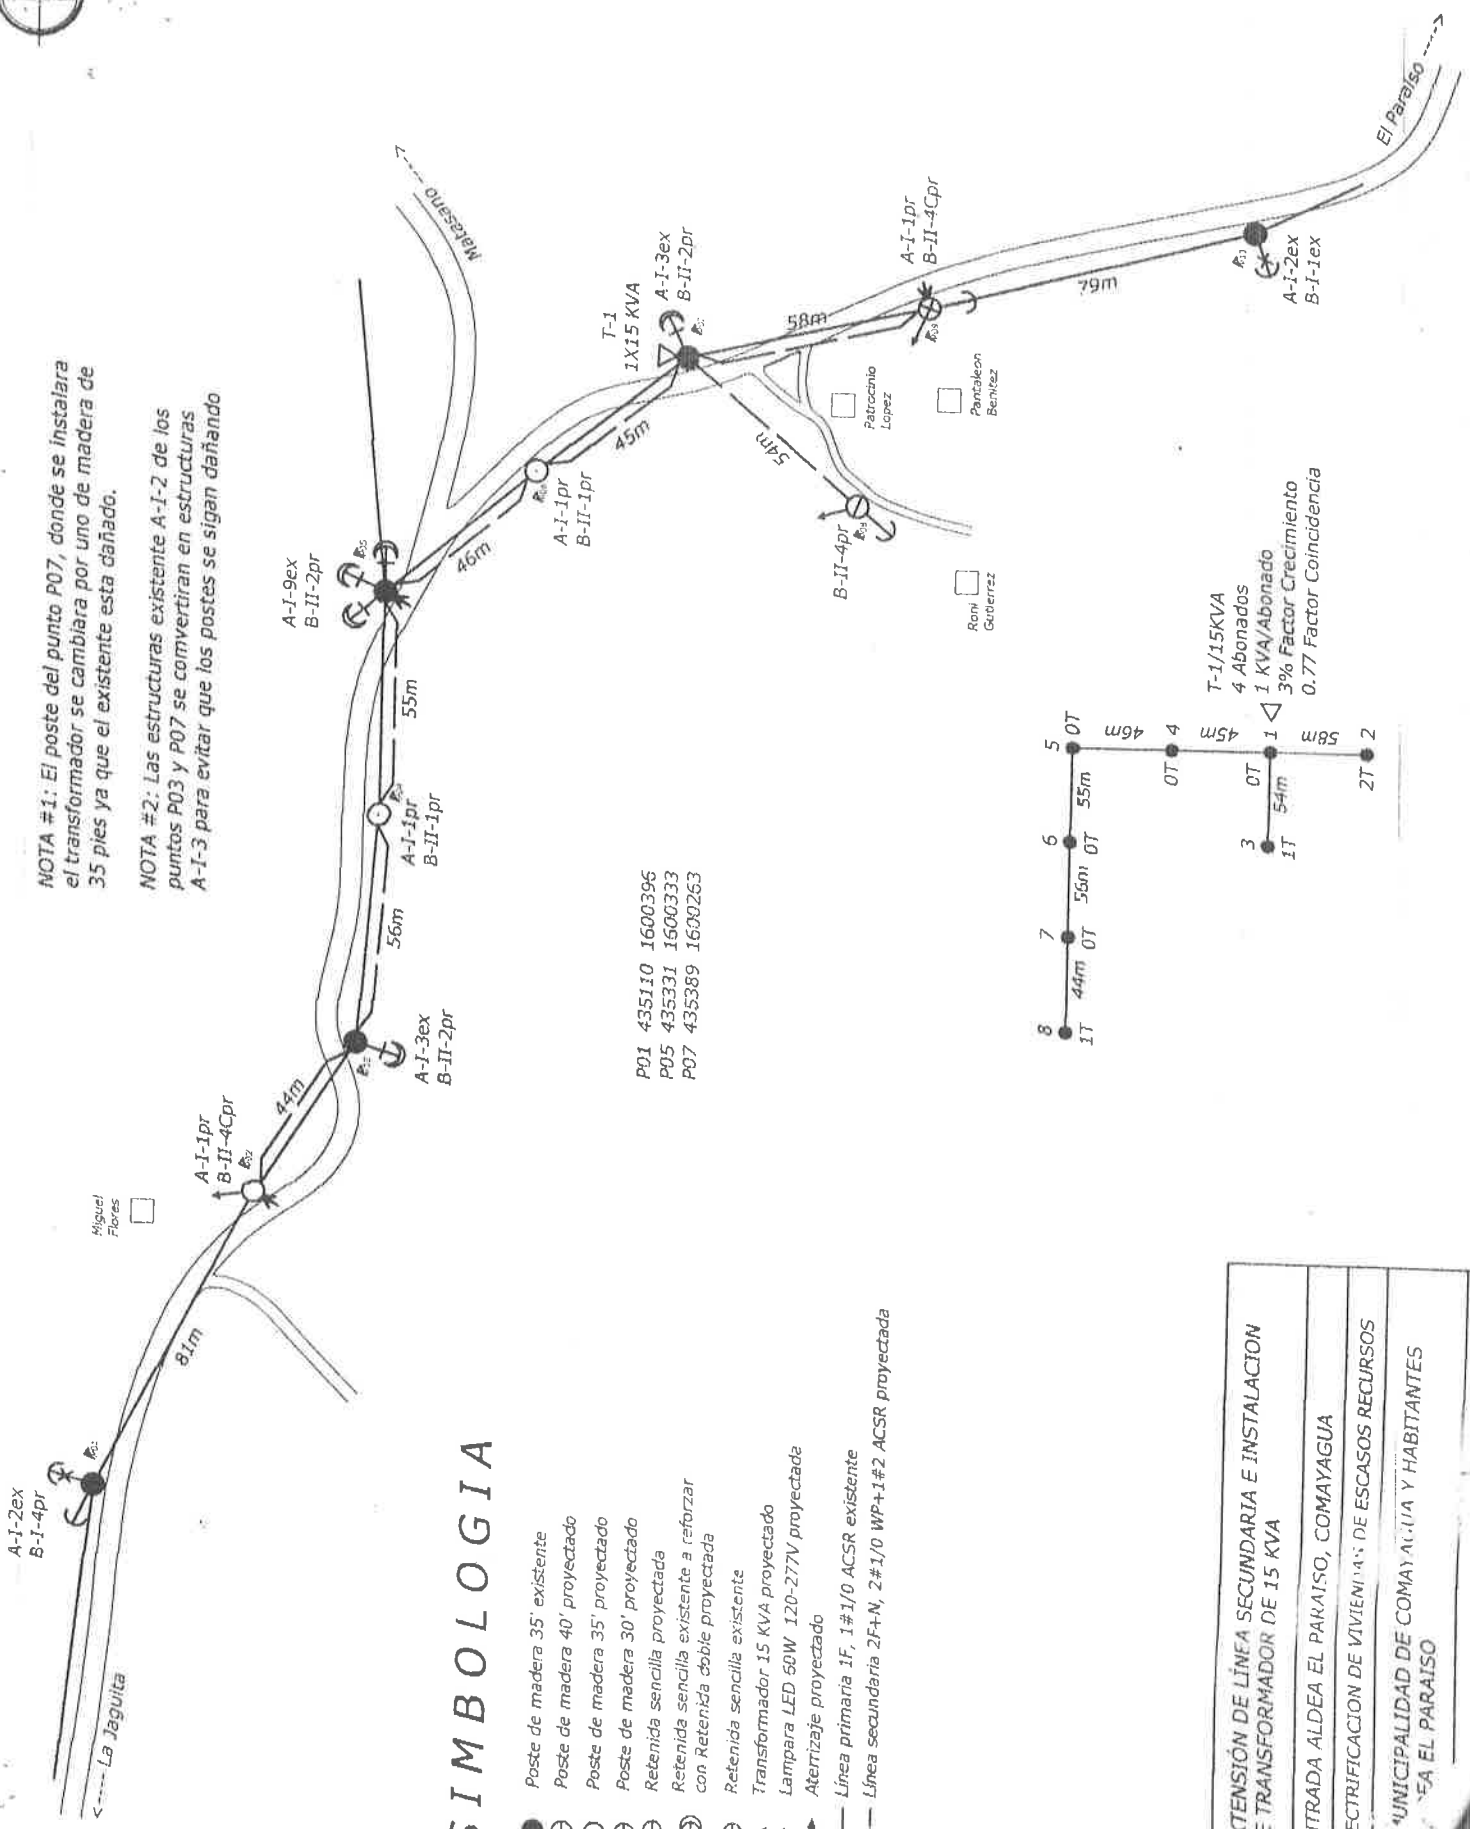 NOTA #1: El poste del punto P07, donde se instalara
el transformador se cambiara por uno de madera de
35 pies ya que el existente esta dañado.
NOTA #2: Las estructuras existente A-I-2 de los
puntos P03 y P07 se comvertiran en estructuras
A-I-3 para evitar que los postes se sigan dañando
<---- La Jaguita
A-I-2ex
B-I-4pr
81m
Miguel
Flores
A-I-1pr
B-II-4Cpr
44m
A-I-3ex
B-II-2pr
56m
A-I-1pr
B-II-1pr
55m
A-I-9ex
B-II-2pr
Matasano ---->
46m
A-I-1pr
B-II-1pr
45m
T-1
1X15 KVA
A-I-3ex
B-II-2pr
58m
54m
B-II-4pr
Roni
Gutierrez
Patrocinio
Lopez
Pantaleon
Benitez
A-I-1pr
B-II-4Cpr
79m
A-I-2ex
B-I-1ex
El Paraiso ---->
P01 435110 1600396
P05 435331 1600333
P07 435389 1600263
8
1T
44m
7
0T
56m
6
0T
55m
5
0T
46m
4
0T
45m
1
0T
54m
3
1T
58m
2
2T
T-1/15KVA
4 Abonados
1 KVA/Abonado
3% Factor Crecimiento
0.77 Factor Coincidencia
SIMBOLOGIA
Poste de madera 35' existente
Poste de madera 40' proyectado
Poste de madera 35' proyectado
Poste de madera 30' proyectado
Retenida sencilla proyectada
Retenida sencilla existente a reforzar
con Retenida doble proyectada
Retenida sencilla existente
Transformador 15 KVA proyectado
Lampara LED 50W 120-277V proyectada
Aterrizaje proyectado
Línea primaria 1F, 1#1/0 ACSR existente
Línea secundaria 2F+N, 2#1/0 WP+1#2 ACSR proyectada
TENSIÓN DE LÍNEA SECUNDARIA E INSTALACION
E TRANSFORMADOR DE 15 KVA
TRADA ALDEA EL PARAISO, COMAYAGUA
ECTRIFICACION DE VIVIENDAS DE ESCASOS RECURSOS
UNICIPALIDAD DE COMAYAGUA Y HABITANTES
EA EL PARAISO